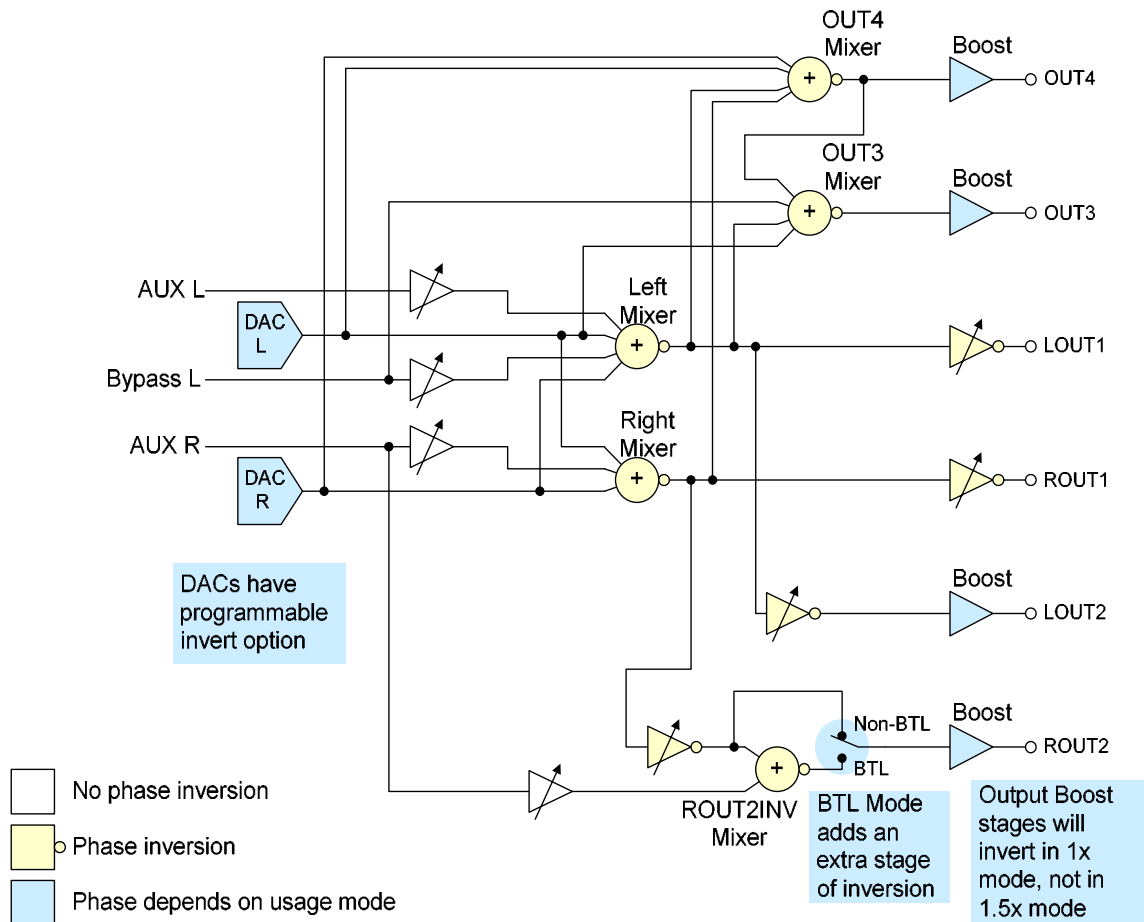 OUT4
Mixer
Boost
+
OUT4
OUT3
Mixer
Boost
+
OUT3
AUX L
DAC
L
Left
Mixer
+
LOUT1
Bypass L
AUX R
Right
Mixer
DAC
R
+
ROUT1
DACs have
programmable
invert option
Boost
LOUT2
Non-BTL
Boost
+
ROUT2
BTL
ROUT2INV
Mixer
BTL Mode
adds an
extra stage
of inversion
Output Boost
stages will
invert in 1x
mode, not in
1.5x mode
No phase inversion
Phase inversion
Phase depends on usage mode